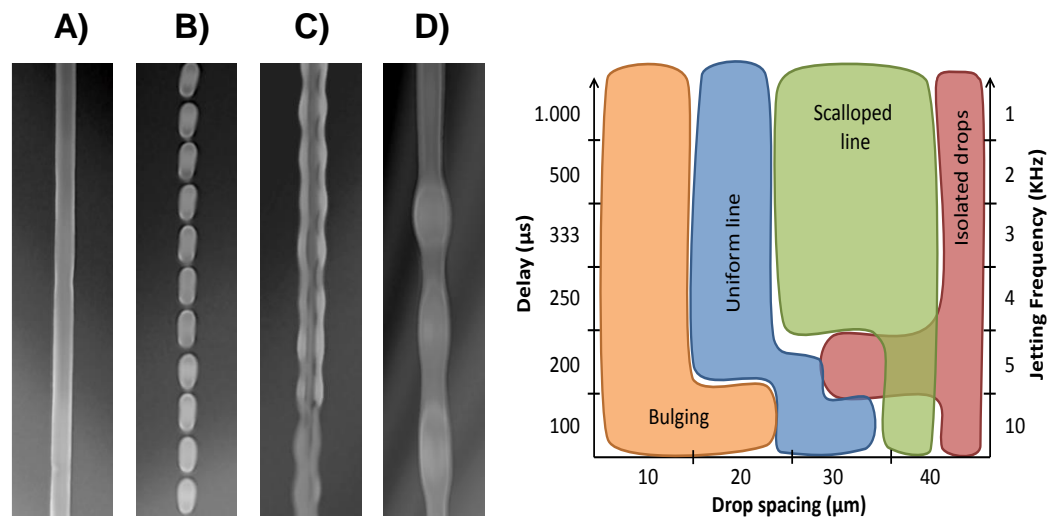 A) B) C) D)
Delay (µs)
1.000
500
333
250
200
100
Bulging
Uniform line
Scalloped
line
Isolated drops
1
2
3
4
5
10
Jetting Frequency (KHz)
10 20 30 40
Drop spacing (µm)